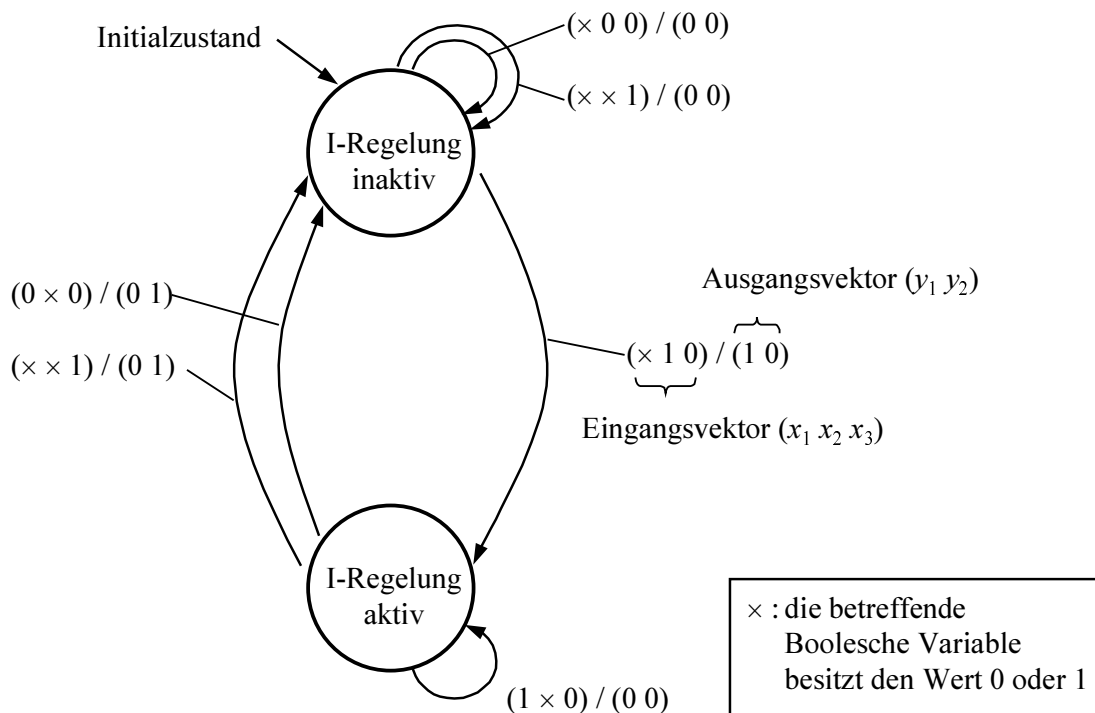 Initialzustand
(× 0 0) / (0 0)
(× × 1) / (0 0)
I-Regelung
inaktiv
(0 × 0) / (0 1)
(× × 1) / (0 1)
Ausgangsvektor (y₁ y₂)
(× 1 0) / (1 0)
Eingangsvektor (x₁ x₂ x₃)
I-Regelung
aktiv
(1 × 0) / (0 0)
× : die betreffende
Boolesche Variable
besitzt den Wert 0 oder 1